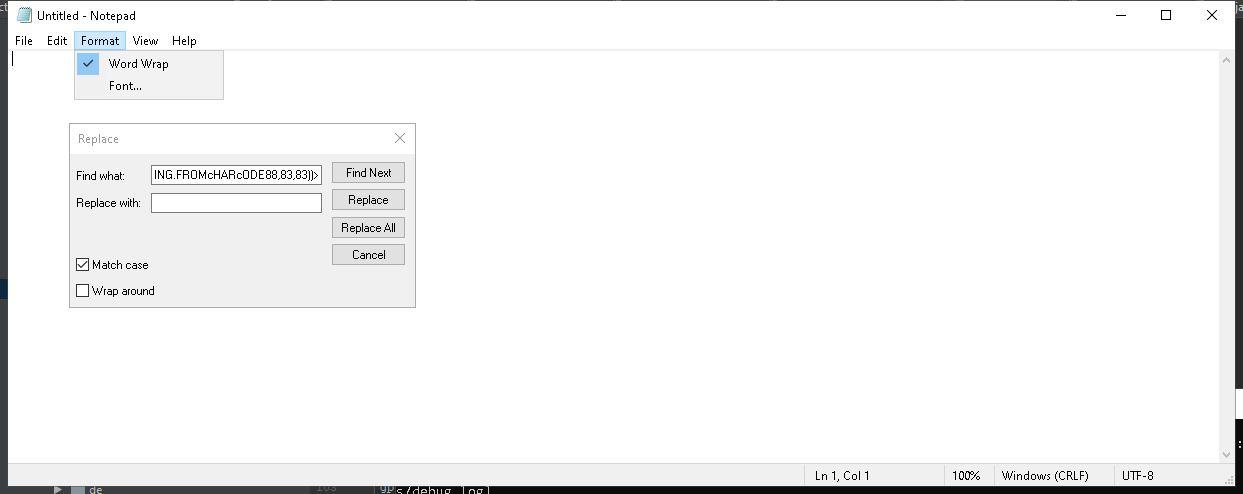 Untitled - Notepad
File Edit Format View Help
Word Wrap
Font...
Replace
Find what: ING.FROMcHARcODE88,83,83))> Find Next
Replace with: Replace
Replace All
Cancel
Match case
Wrap around
Ln 1, Col 1 100% Windows (CRLF) UTF-8
de